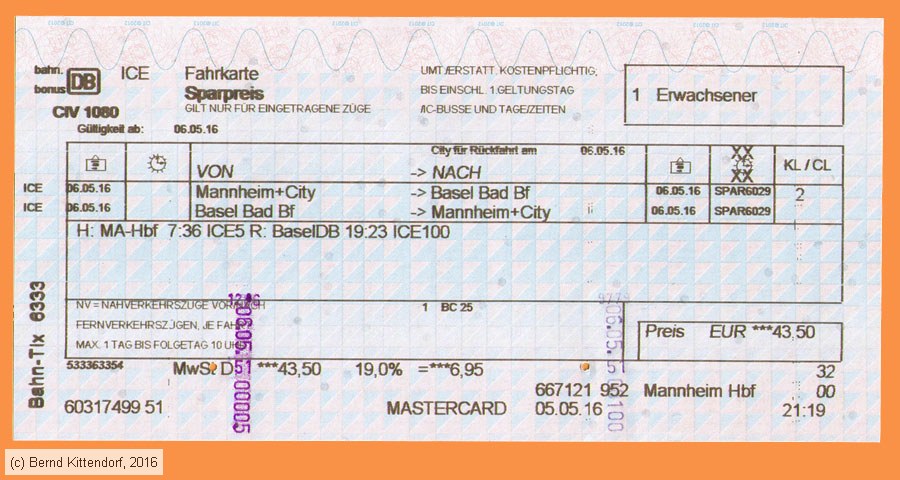 bahn.
bonus
DB
ICE
CIV 1080
Fahrkarte
Sparpreis
GILT NUR FÜR EINGETRAGENE ZÜGE
UMT./ERSTATT. KOSTENPFLICHTIG;
BIS EINSCHL. 1.GELTUNGSTAG
/IC-BUSSE UND TAGE/ZEITEN
1 Erwachsener
Gültigkeit ab: 06.05.16
City für Rückfahrt am 06.05.16
XX
XX
VON -> NACH KL / CL
ICE 06.05.16 Mannheim+City -> Basel Bad Bf 06.05.16 SPAR6029 2
ICE 06.05.16 Basel Bad Bf -> Mannheim+City 06.05.16 SPAR6029
H: MA-Hbf 7:36 ICE5 R: BaselDB 19:23 ICE100
NV = NAHVERKEHRSZÜGE VOR/NACH
FERNVERKEHRSZÜGEN, JE FAHRT
MAX. 1 TAG BIS FOLGETAG 10 UHR
1 BC 25
Preis EUR ***43,50
533363354
MwSt D ***43,50 19,0% =***6,95
32
667121 952 Mannheim Hbf 00
60317499 51
MASTERCARD 05.05.16 21:19
Bahn-Tix 6333
(c) Bernd Kittendorf, 2016